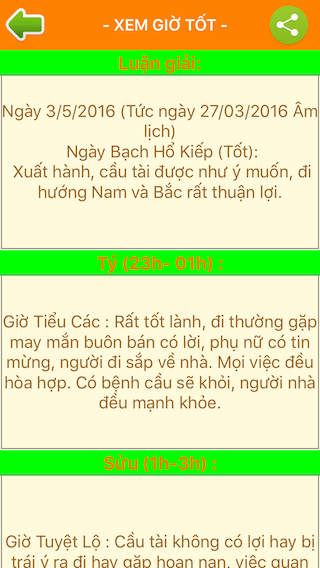 - XEM GIỜ TỐT -
Luận giải:
Ngày 3/5/2016 (Tức ngày 27/03/2016 Âm
lịch)
Ngày Bạch Hổ Kiếp (Tốt):
Xuất hành, cầu tài được như ý muốn, đi
hướng Nam và Bắc rất thuận lợi.
Tý (23h- 01h) :
Giờ Tiểu Các : Rất tốt lành, đi thường gặp
may mắn buôn bán có lời, phụ nữ có tin
mừng, người đi sắp về nhà. Mọi việc đều
hòa hợp. Có bệnh cầu sẽ khỏi, người nhà
đều mạnh khỏe.
Sửu (1h-3h) :
Giờ Tuyệt Lộ : Cầu tài không có lợi hay bị
trái ý ra đi hay gặp hoạn nạn, việc quan